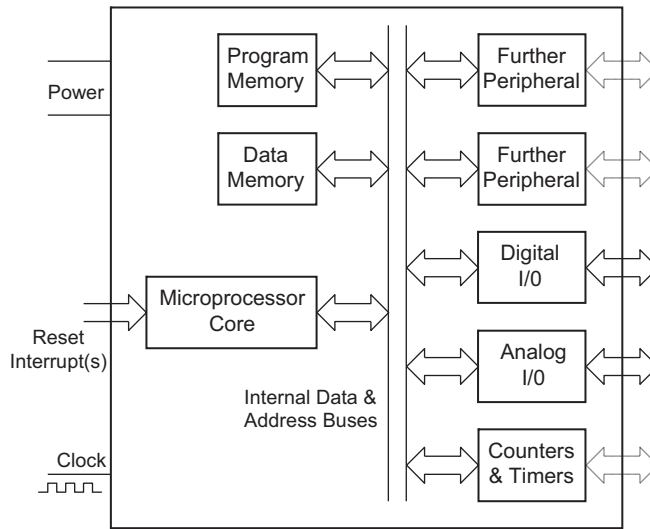 Program
Memory
Further
Peripheral
Power
Data
Memory
Further
Peripheral
Digital
I/0
Microprocessor
Core
Reset
Interrupt(s)
Analog
I/0
Internal Data &
Address Buses
Clock
Counters
& Timers